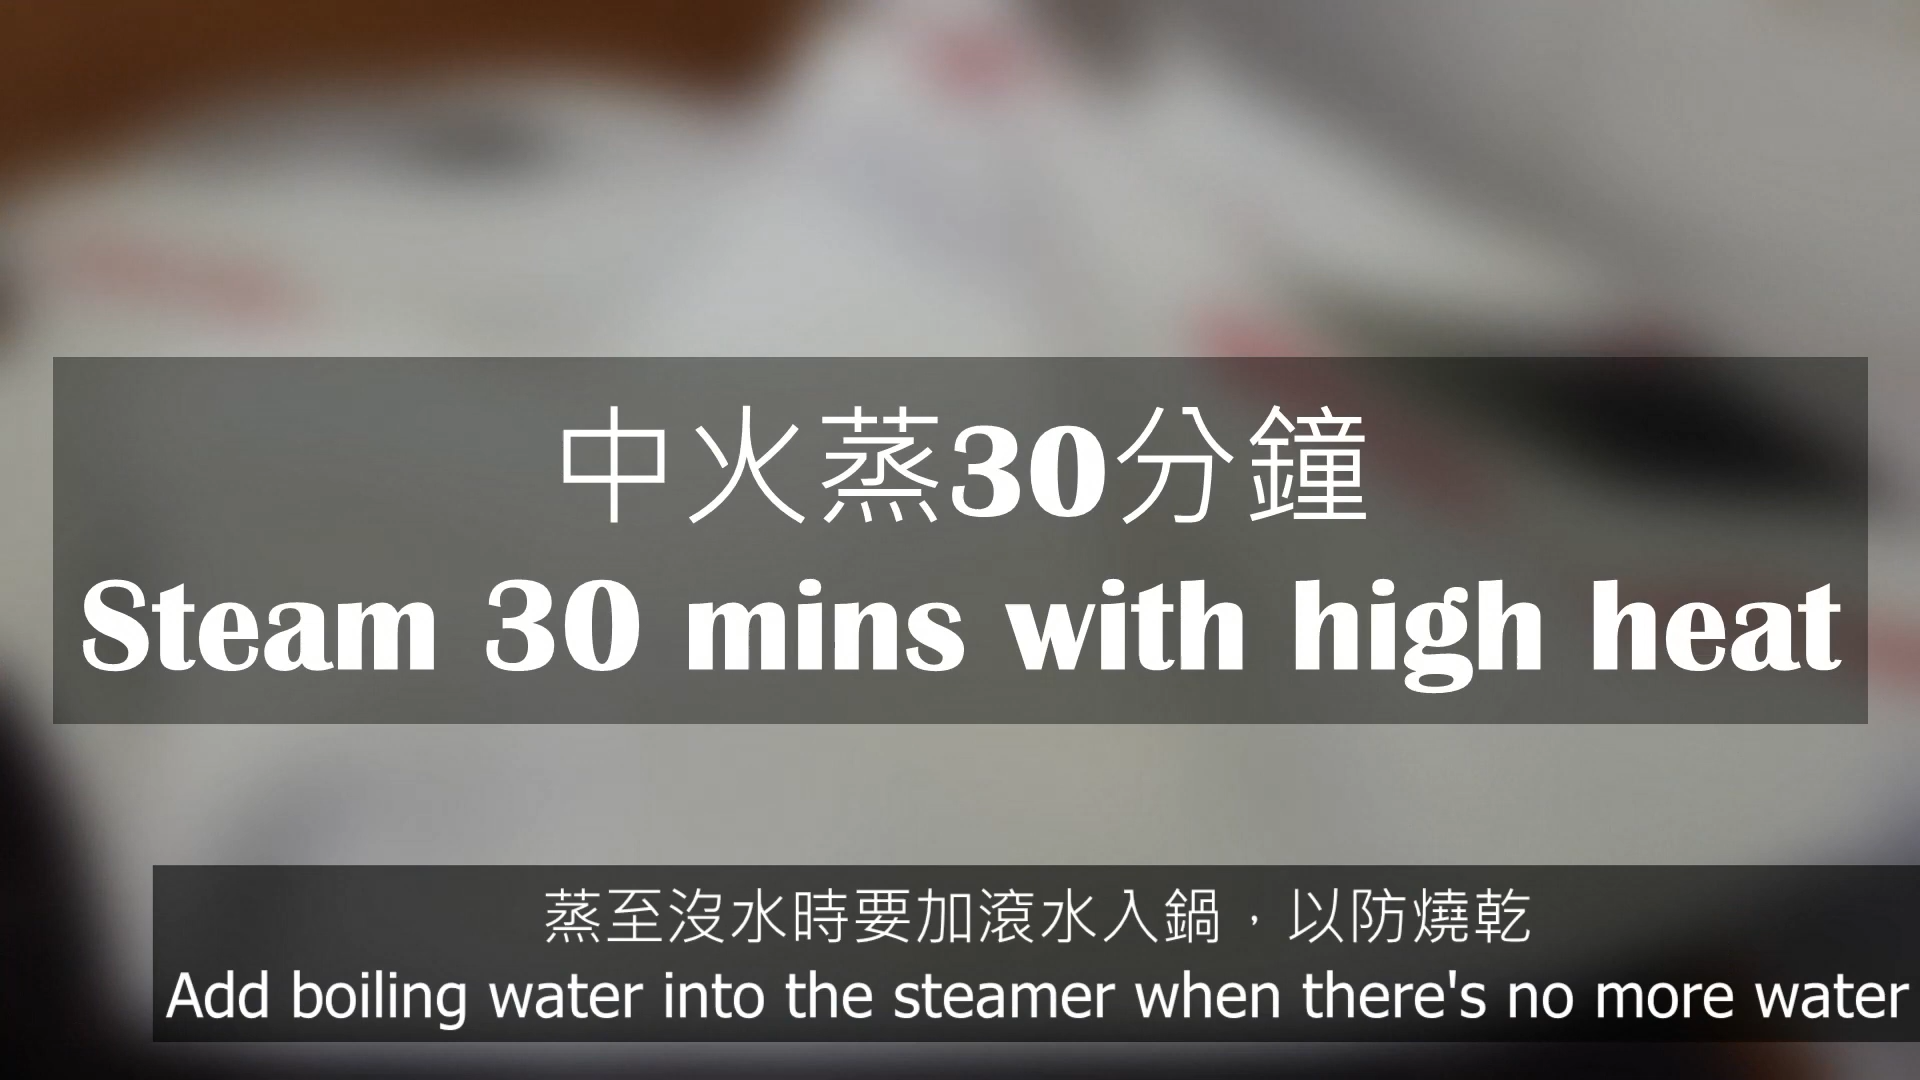 中火蒸30分鐘
Steam 30 mins with high heat
蒸至沒水時要加滾水入鍋，以防燒乾
Add boiling water into the steamer when there's no more water